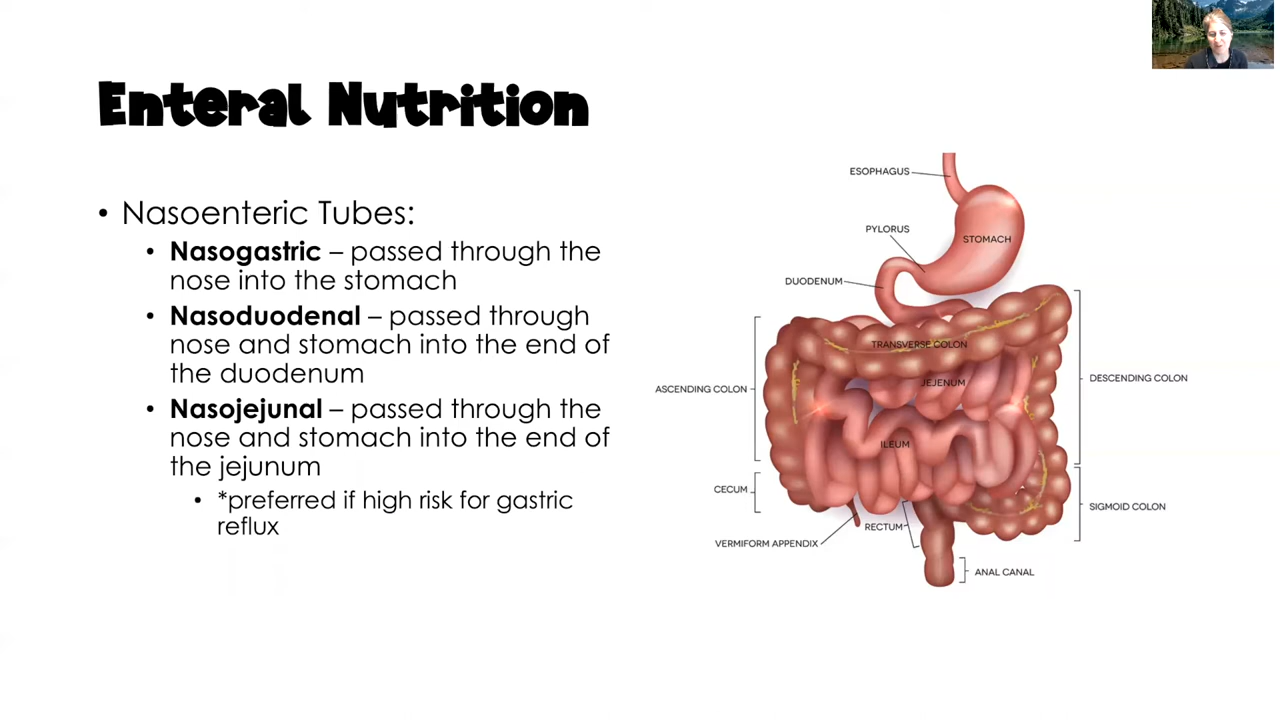 Enteral Nutrition
• Nasoenteric Tubes:
• Nasogastric – passed through the
nose into the stomach
• Nasoduodenal – passed through
nose and stomach into the end of
the duodenum
• Nasojejunal – passed through the
nose and stomach into the end of
the jejunum
• *preferred if high risk for gastric
reflux
ESOPHAGUS
PYLORUS
STOMACH
DUODENUM
TRANSVERSE COLON
ASCENDING COLON
JEJENUM
DESCENDING COLON
ILEUM
CECUM
SIGMOID COLON
RECTUM
VERMIFORM APPENDIX
ANAL CANAL